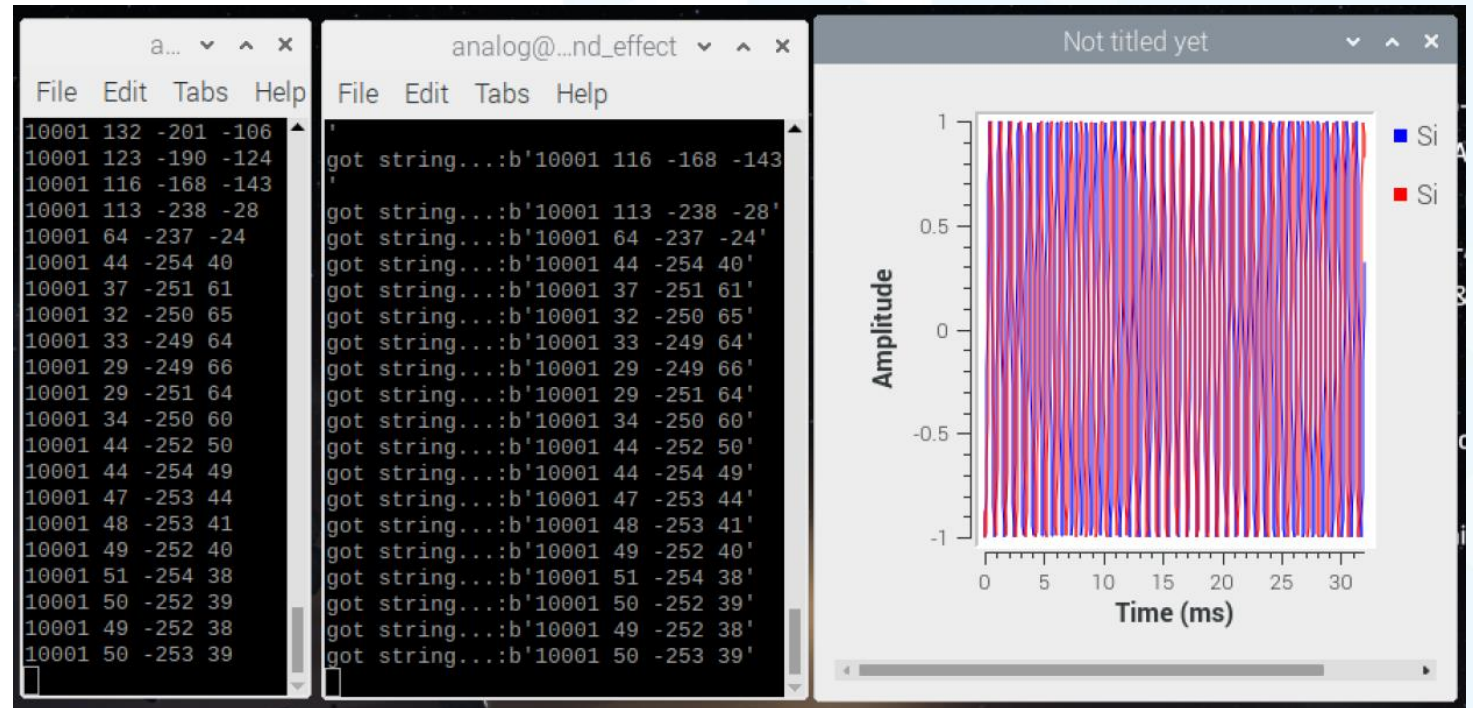 a...
File Edit Tabs Help
10001 132 -201 -106
10001 123 -190 -124
10001 116 -168 -143
10001 113 -238 -28
10001 64 -237 -24
10001 44 -254 40
10001 37 -251 61
10001 32 -250 65
10001 33 -249 64
10001 29 -249 66
10001 29 -251 64
10001 34 -250 60
10001 44 -252 50
10001 44 -254 49
10001 47 -253 44
10001 48 -253 41
10001 49 -252 40
10001 51 -254 38
10001 50 -252 39
10001 49 -252 38
10001 50 -253 39
analog@...nd_effect
File Edit Tabs Help
'
got string...:b'10001 116 -168 -143
'
got string...:b'10001 113 -238 -28'
got string...:b'10001 64 -237 -24'
got string...:b'10001 44 -254 40'
got string...:b'10001 37 -251 61'
got string...:b'10001 32 -250 65'
got string...:b'10001 33 -249 64'
got string...:b'10001 29 -249 66'
got string...:b'10001 29 -251 64'
got string...:b'10001 34 -250 60'
got string...:b'10001 44 -252 50'
got string...:b'10001 44 -254 49'
got string...:b'10001 47 -253 44'
got string...:b'10001 48 -253 41'
got string...:b'10001 49 -252 40'
got string...:b'10001 51 -254 38'
got string...:b'10001 50 -252 39'
got string...:b'10001 49 -252 38'
got string...:b'10001 50 -253 39'
Not titled yet
Amplitude
1
0.5
0
-0.5
-1
Si
Si
0 5 10 15 20 25 30
Time (ms)